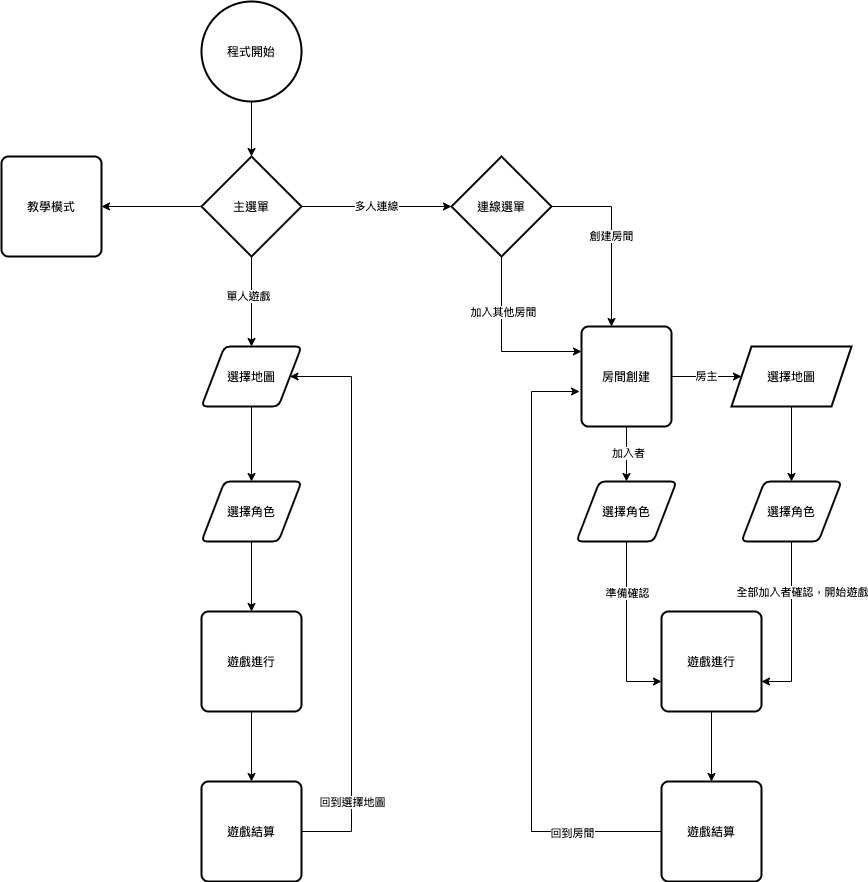 程式開始
教學模式
主選單
多人連線
連線選單
創建房間
單人遊戲
加入其他房間
選擇地圖
房間創建
房主
選擇地圖
加入者
選擇角色
選擇角色
選擇角色
準備確認
全部加入者確認，開始遊戲
遊戲進行
遊戲進行
回到選擇地圖
遊戲結算
回到房間
遊戲結算